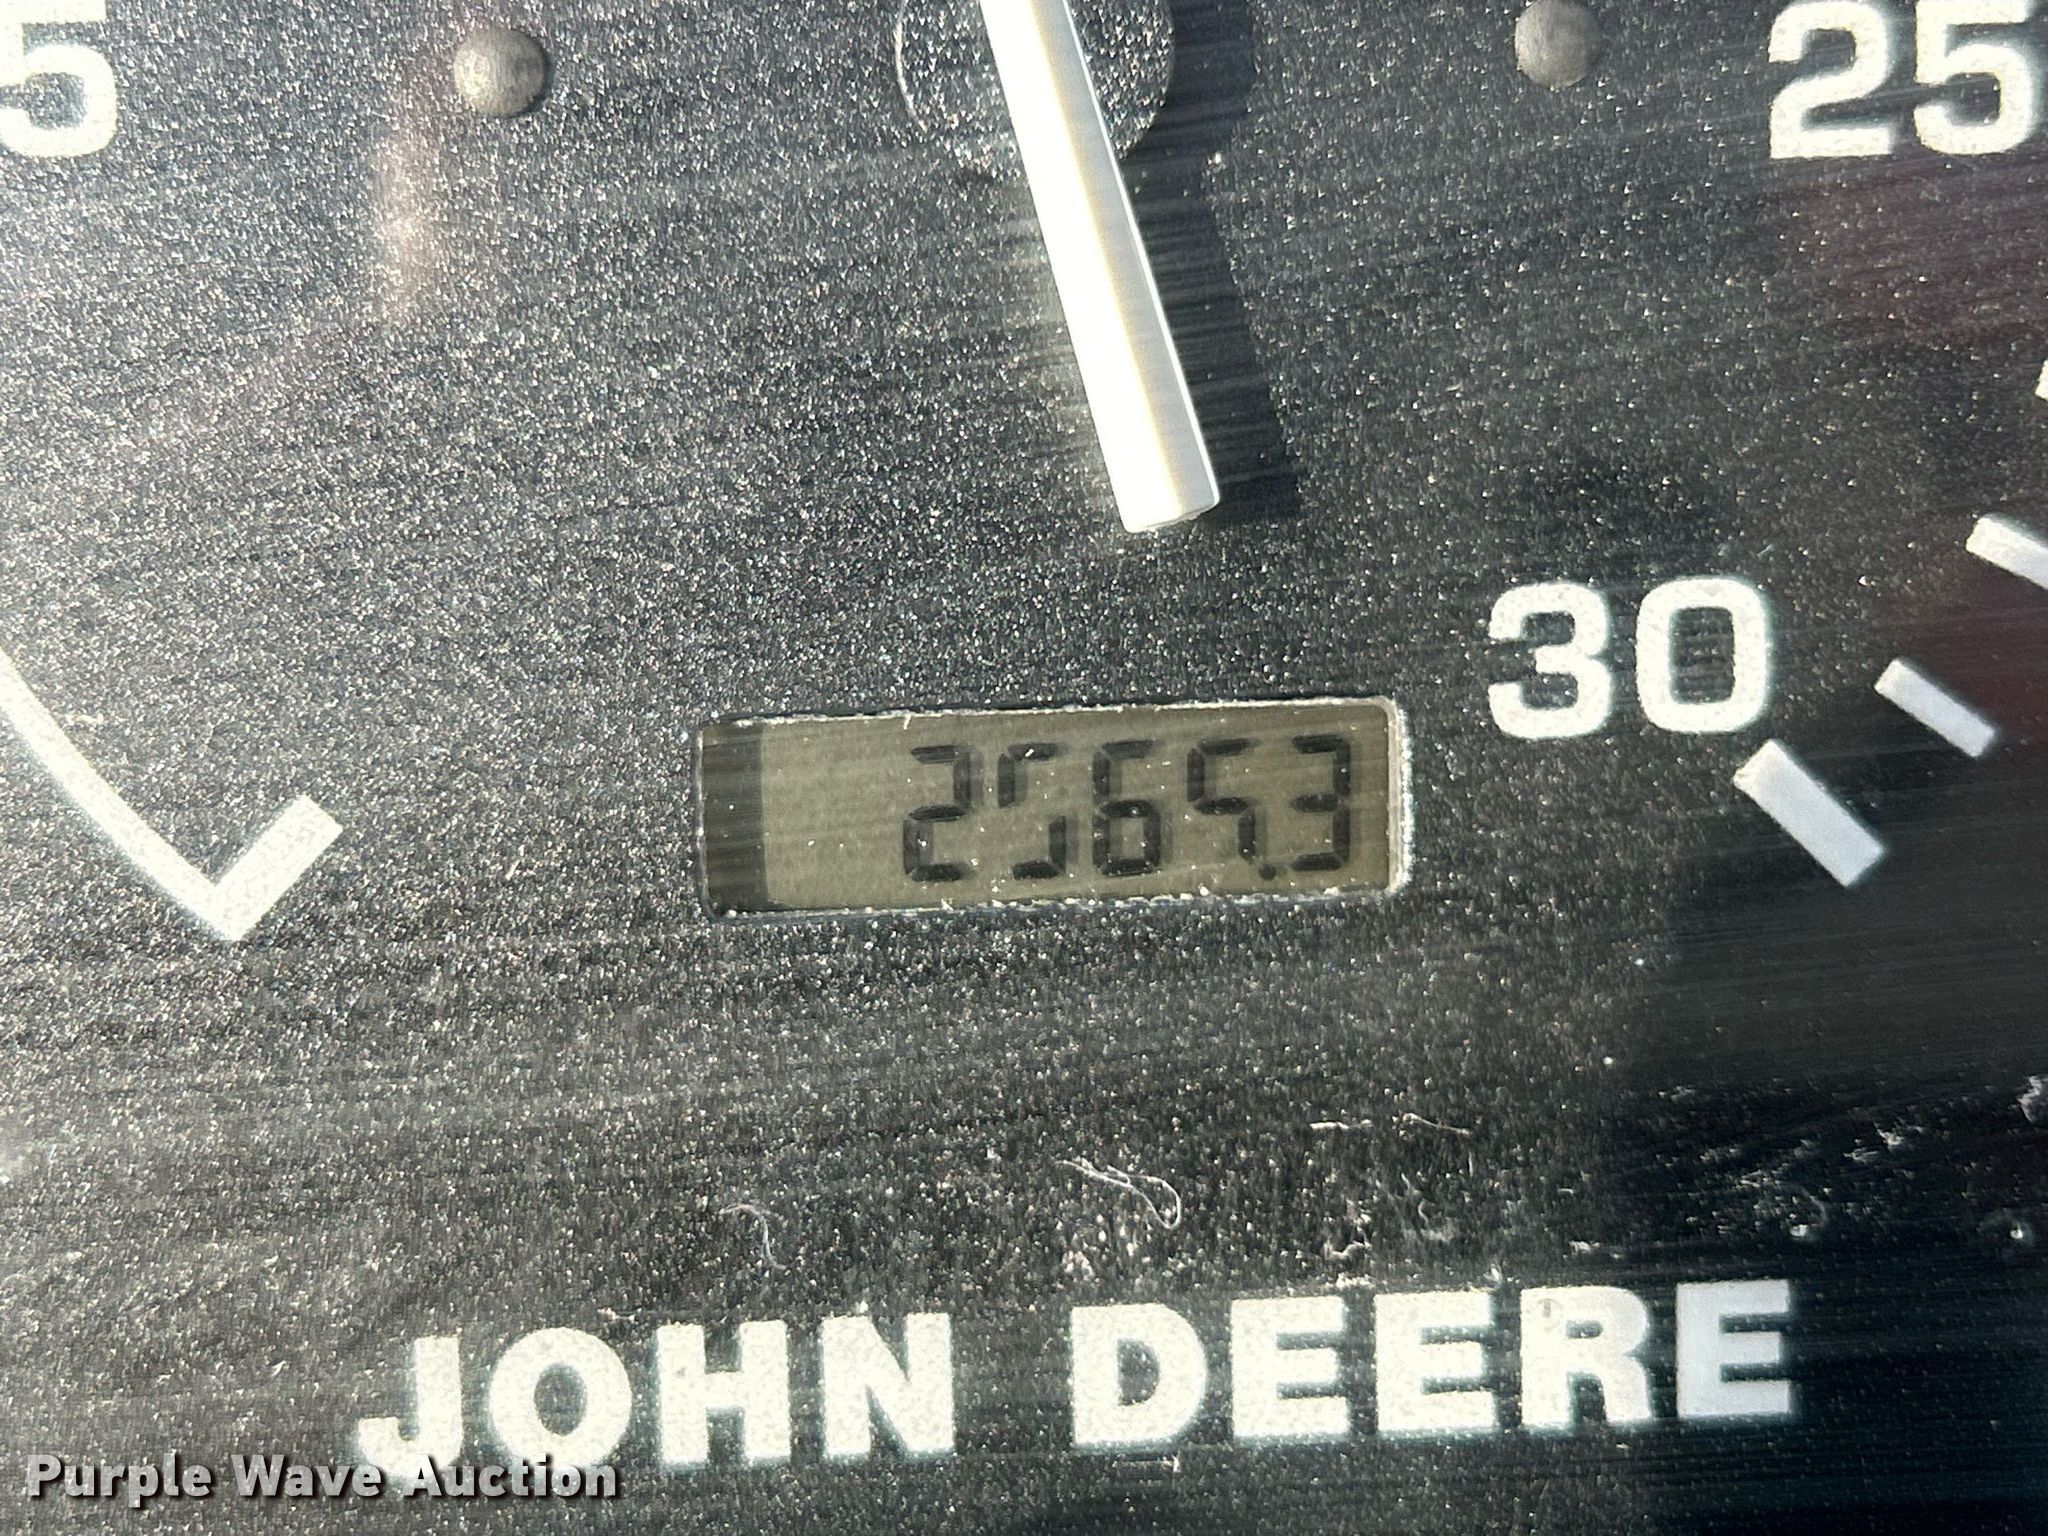 5
25
30
2565.3
JOHN DEERE
Purple Wave Auction